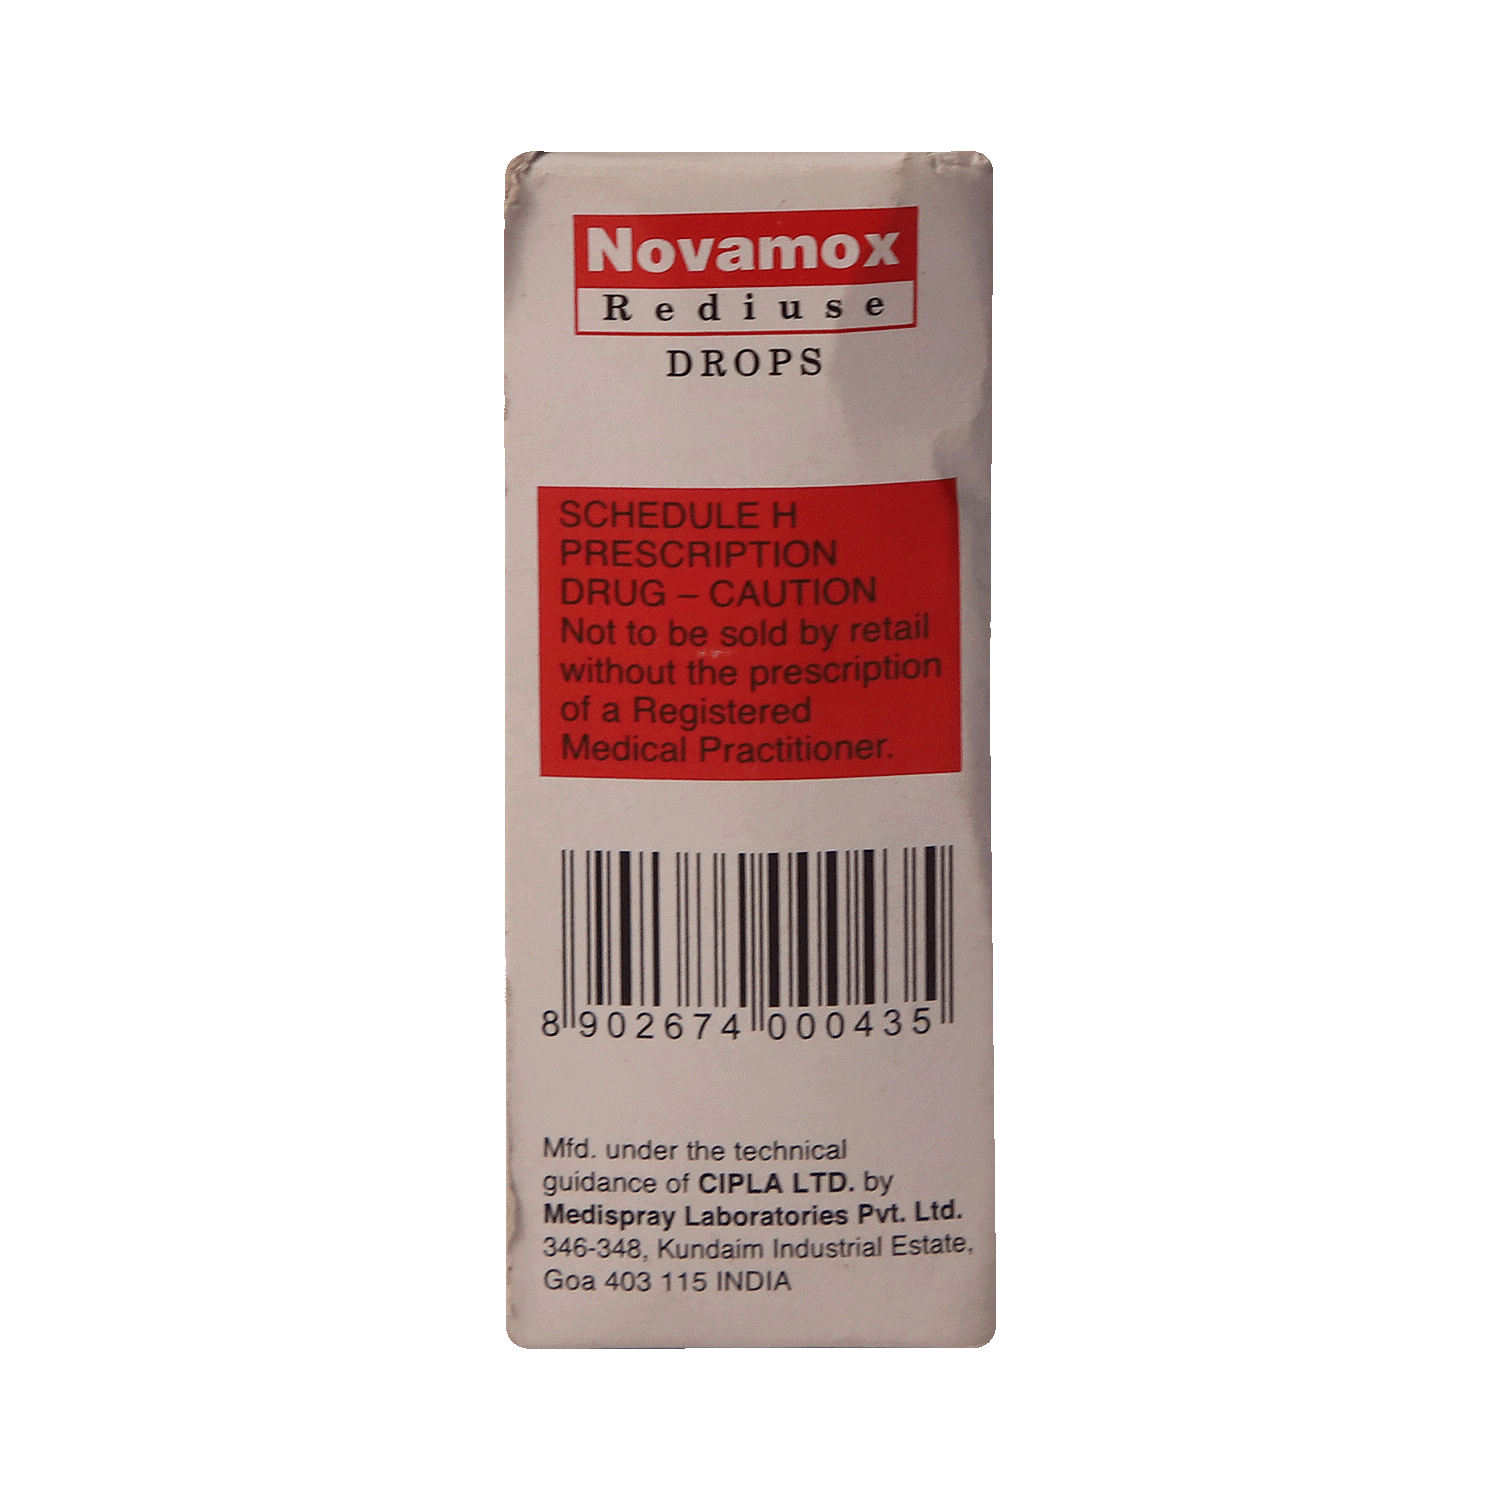 Novamox
Rediuse
DROPS
SCHEDULE H
PRESCRIPTION
DRUG – CAUTION
Not to be sold by retail
without the prescription
of a Registered
Medical Practitioner.
8 902674 000435
Mfd. under the technical
guidance of CIPLA LTD. by
Medispray Laboratories Pvt. Ltd.
346-348, Kundaim Industrial Estate,
Goa 403 115 INDIA